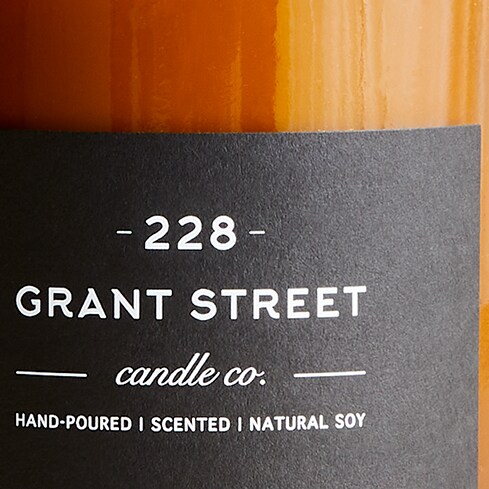 - 228 -
GRANT STREET
candle co.
HAND-POURED | SCENTED | NATURAL SOY